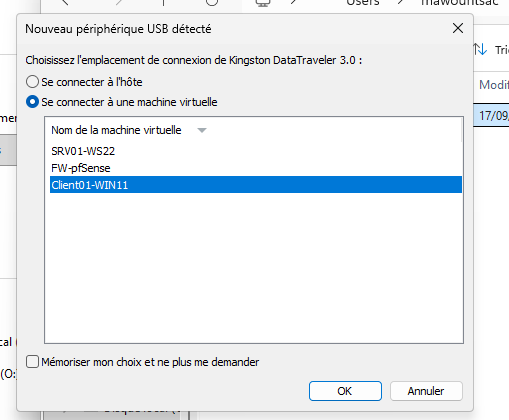 Users
mawountsac
Nouveau périphérique USB détecté
Choisissez l'emplacement de connexion de Kingston DataTraveler 3.0 :
Se connecter à l'hôte
Se connecter à une machine virtuelle
Nom de la machine virtuelle
SRV01-WS22
FW-pfSense
Client01-WIN11
Mémoriser mon choix et ne plus me demander
OK
Annuler
Trie
Modif
17/09,
(O: